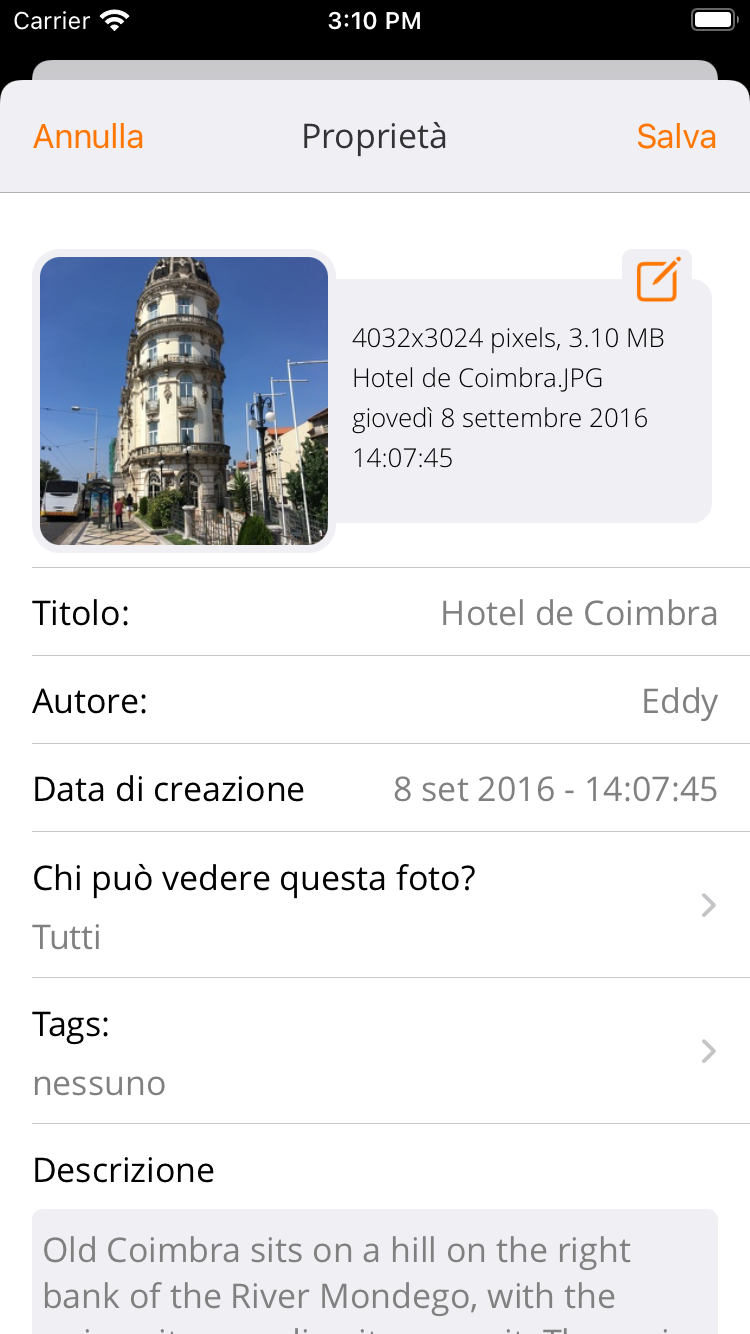 Carrier 3:10 PM
Annulla Proprietà Salva
4032x3024 pixels, 3.10 MB
Hotel de Coimbra.JPG
giovedì 8 settembre 2016
14:07:45
Titolo: Hotel de Coimbra
Autore: Eddy
Data di creazione 8 set 2016 - 14:07:45
Chi può vedere questa foto?
Tutti
Tags:
nessuno
Descrizione
Old Coimbra sits on a hill on the right
bank of the River Mondego, with the